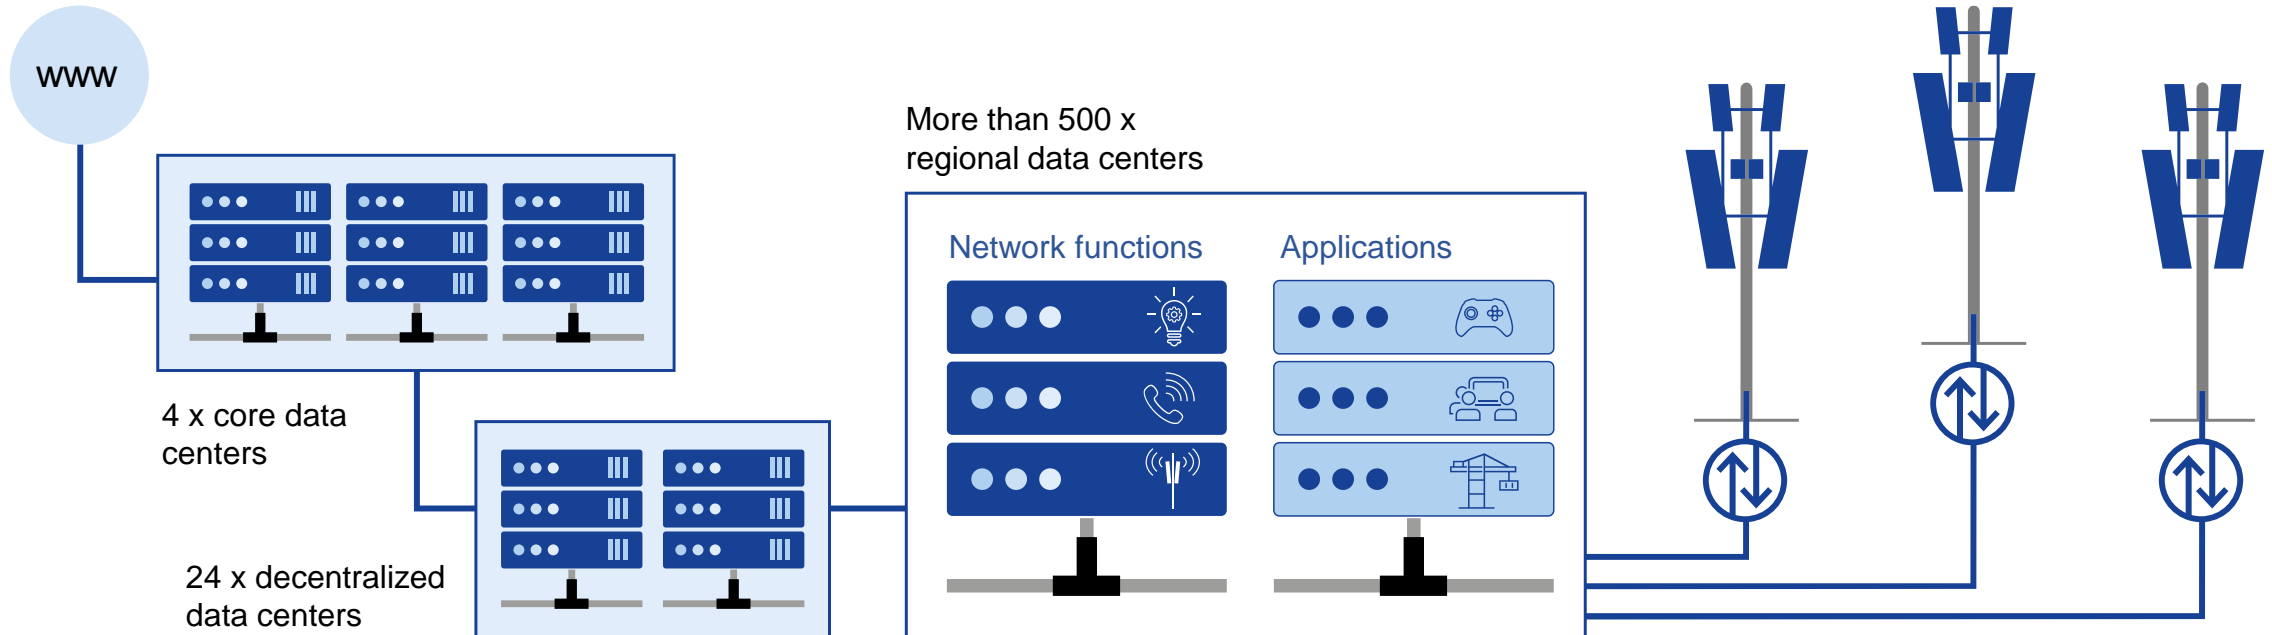 www
More than 500 x
regional data centers
Network functions
Applications
4 x core data
centers
24 x decentralized
data centers